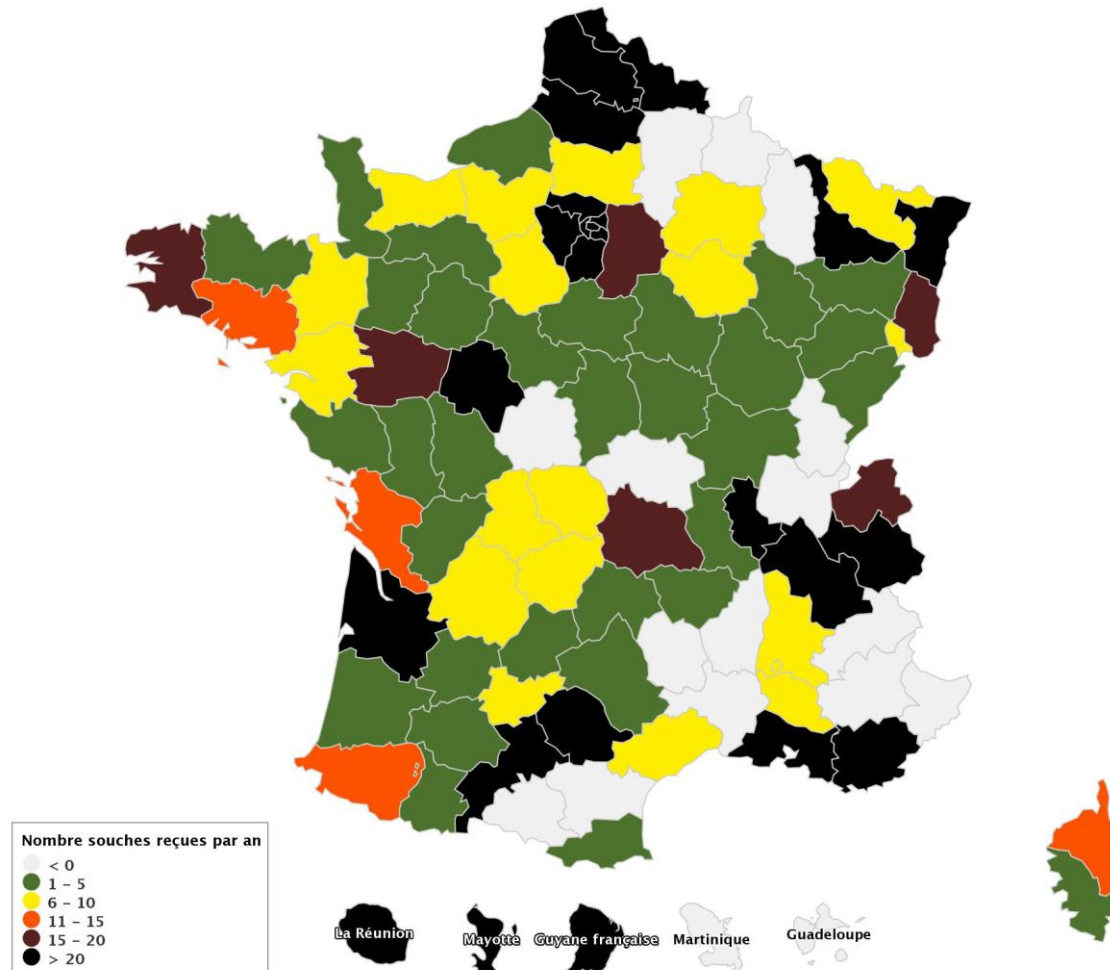 Nombre souches reçues par an
< 0
1 – 5
6 – 10
11 – 15
15 – 20
> 20
La Réunion
Mayotte
Guyane française
Martinique
Guadeloupe